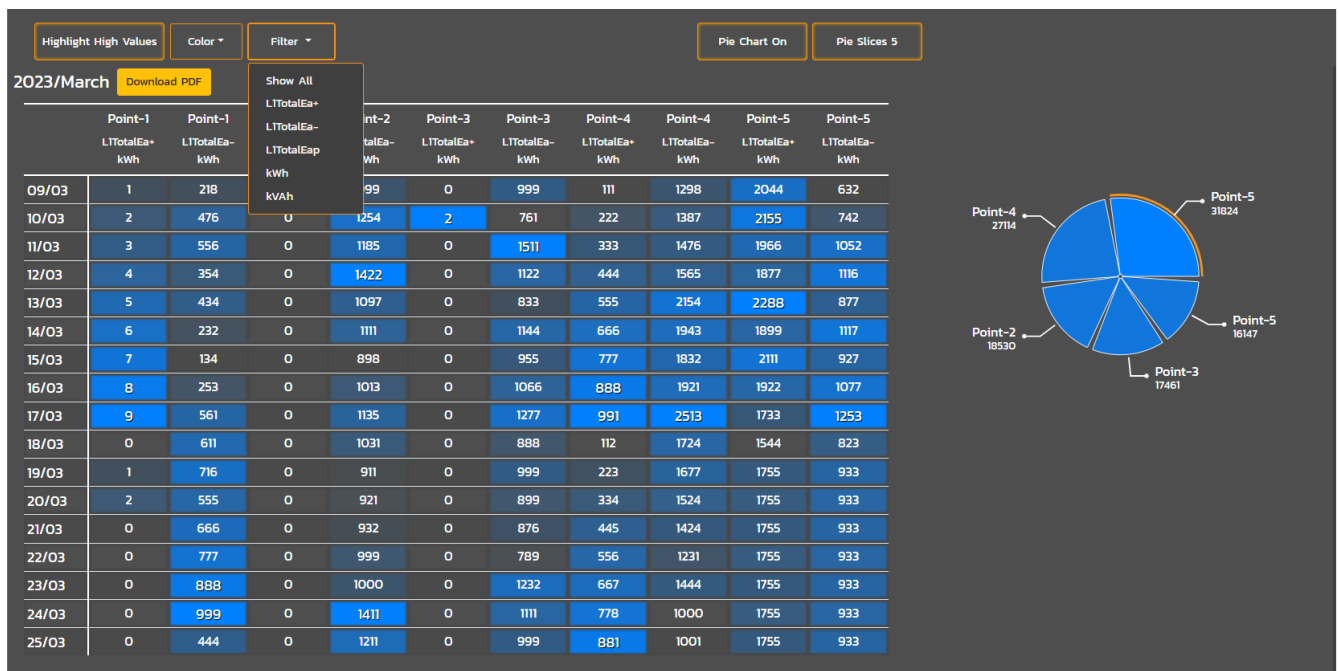 Highlight High Values Color Filter Pie Chart On Pie Slices 5
2023/March Download PDF
Show All
L1TotalEa+
L1TotalEa-
L1TotalEap
kWh
kVAh
Point-1 Point-1 int-2 Point-3 Point-3 Point-4 Point-4 Point-5 Point-5
L1TotalEa+ L1TotalEa- talEa- L1TotalEa+ L1TotalEa- L1TotalEa+ L1TotalEa- L1TotalEa+ L1TotalEa-
kWh kWh Wh kWh kWh kWh kWh kWh kWh
09/03 1 218 99 0 999 111 1298 2044 632
10/03 2 476 0 1254 2 761 222 1387 2155 742
11/03 3 556 0 1185 0 1511 333 1476 1966 1052
12/03 4 354 0 1422 0 1122 444 1565 1877 1116
13/03 5 434 0 1097 0 833 555 2154 2288 877
14/03 6 232 0 1111 0 1144 666 1943 1899 1117
15/03 7 134 0 898 0 955 777 1832 2111 927
16/03 8 253 0 1013 0 1066 888 1921 1922 1077
17/03 9 561 0 1135 0 1277 991 2513 1733 1253
18/03 0 611 0 1031 0 888 112 1724 1544 823
19/03 1 716 0 911 0 999 223 1677 1755 933
20/03 2 555 0 921 0 899 334 1524 1755 933
21/03 0 666 0 932 0 876 445 1424 1755 933
22/03 0 777 0 999 0 789 556 1231 1755 933
23/03 0 888 0 1000 0 1232 667 1444 1755 933
24/03 0 999 0 1411 0 1111 778 1000 1755 933
25/03 0 444 0 1211 0 999 881 1001 1755 933
Point-5
31824
Point-4
27114
Point-5
16147
Point-2
18530
Point-3
17461